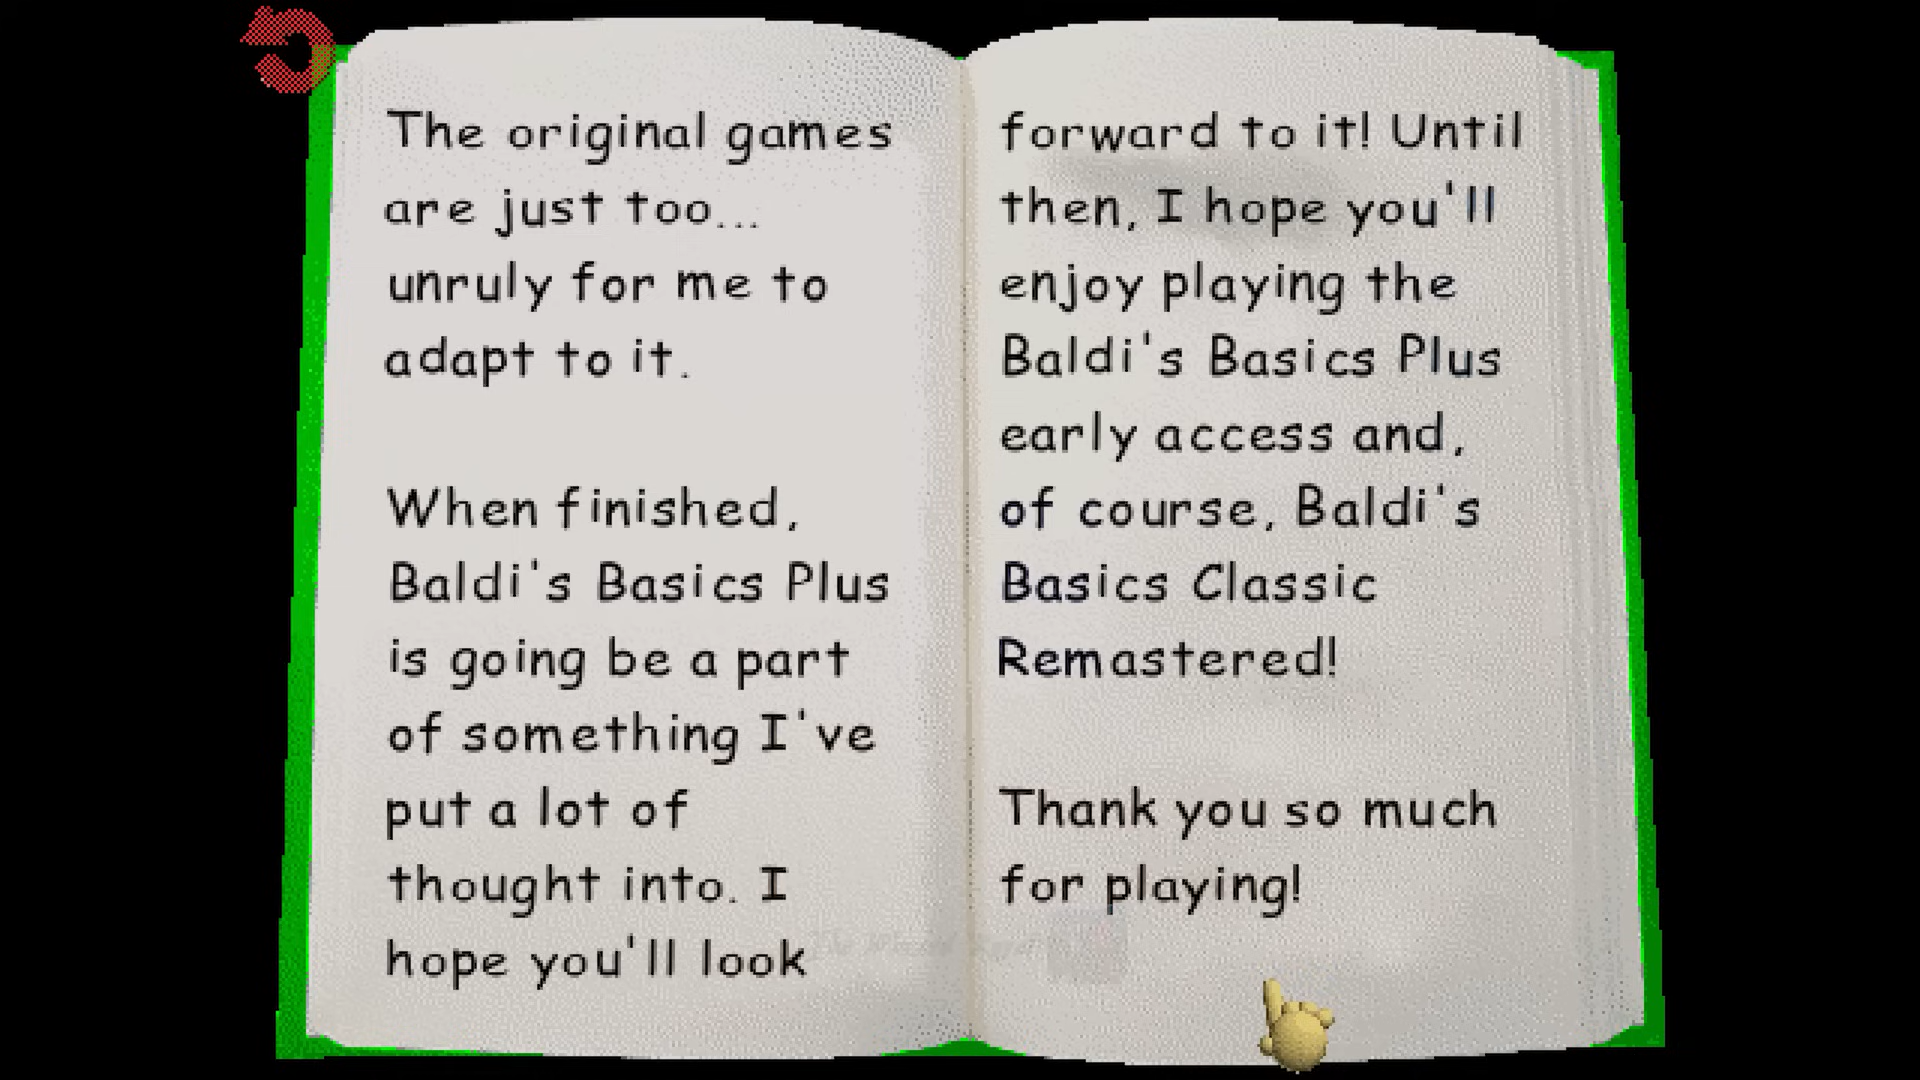 The original games
are just too...
unruly for me to
adapt to it.
When finished,
Baldi's Basics Plus
is going be a part
of something I've
put a lot of
thought into. I
hope you'll look
forward to it! Until
then, I hope you'll
enjoy playing the
Baldi's Basics Plus
early access and,
of course, Baldi's
Basics Classic
Remastered!
Thank you so much
for playing!